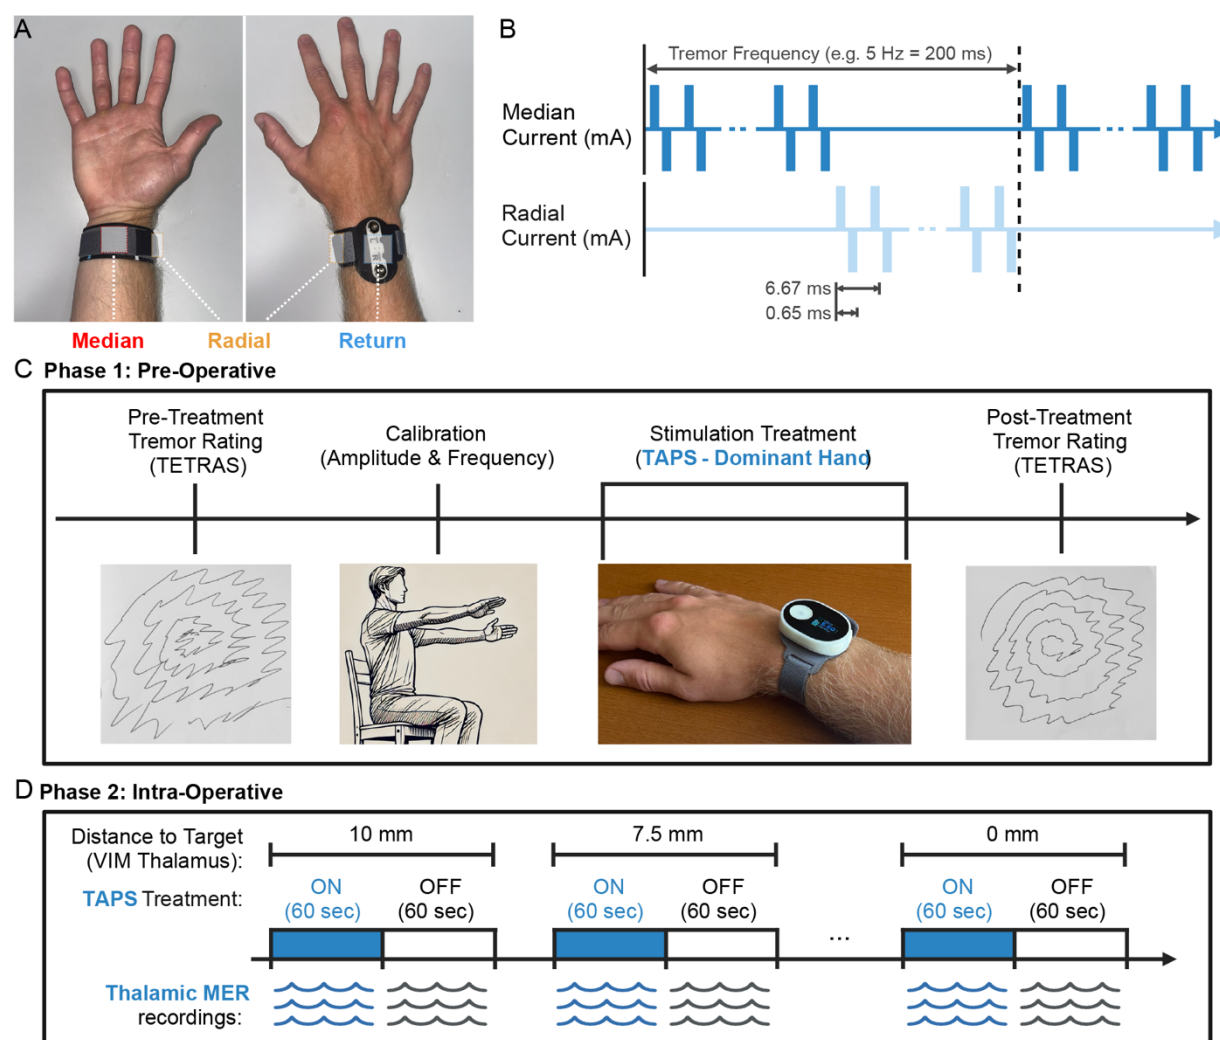 A
B
Median
Radial
Return
Tremor Frequency (e.g. 5 Hz = 200 ms)
Median
Current (mA)
Radial
Current (mA)
6.67 ms
0.65 ms
C Phase 1: Pre-Operative
Pre-Treatment
Tremor Rating
(TETRAS)
Calibration
(Amplitude & Frequency)
Stimulation Treatment
(TAPS - Dominant Hand)
Post-Treatment
Tremor Rating
(TETRAS)
D Phase 2: Intra-Operative
Distance to Target
(VIM Thalamus):
10 mm
7.5 mm
0 mm
TAPS Treatment:
ON
(60 sec)
OFF
(60 sec)
ON
(60 sec)
OFF
(60 sec)
...
ON
(60 sec)
OFF
(60 sec)
Thalamic MER
recordings: